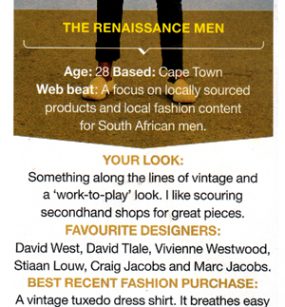 THE RENAISSANCE MEN
Age: 28 Based: Cape Town
Web beat: A focus on locally sourced
products and local fashion content
for South African men.
YOUR LOOK:
Something along the lines of vintage and
a ‘work-to-play’ look. I like scouring
secondhand shops for great pieces.
FAVOURITE DESIGNERS:
David West, David Tlale, Vivienne Westwood,
Stiaan Louw, Craig Jacobs and Marc Jacobs.
BEST RECENT FASHION PURCHASE:
A vintage tuxedo dress shirt. It breathes easy